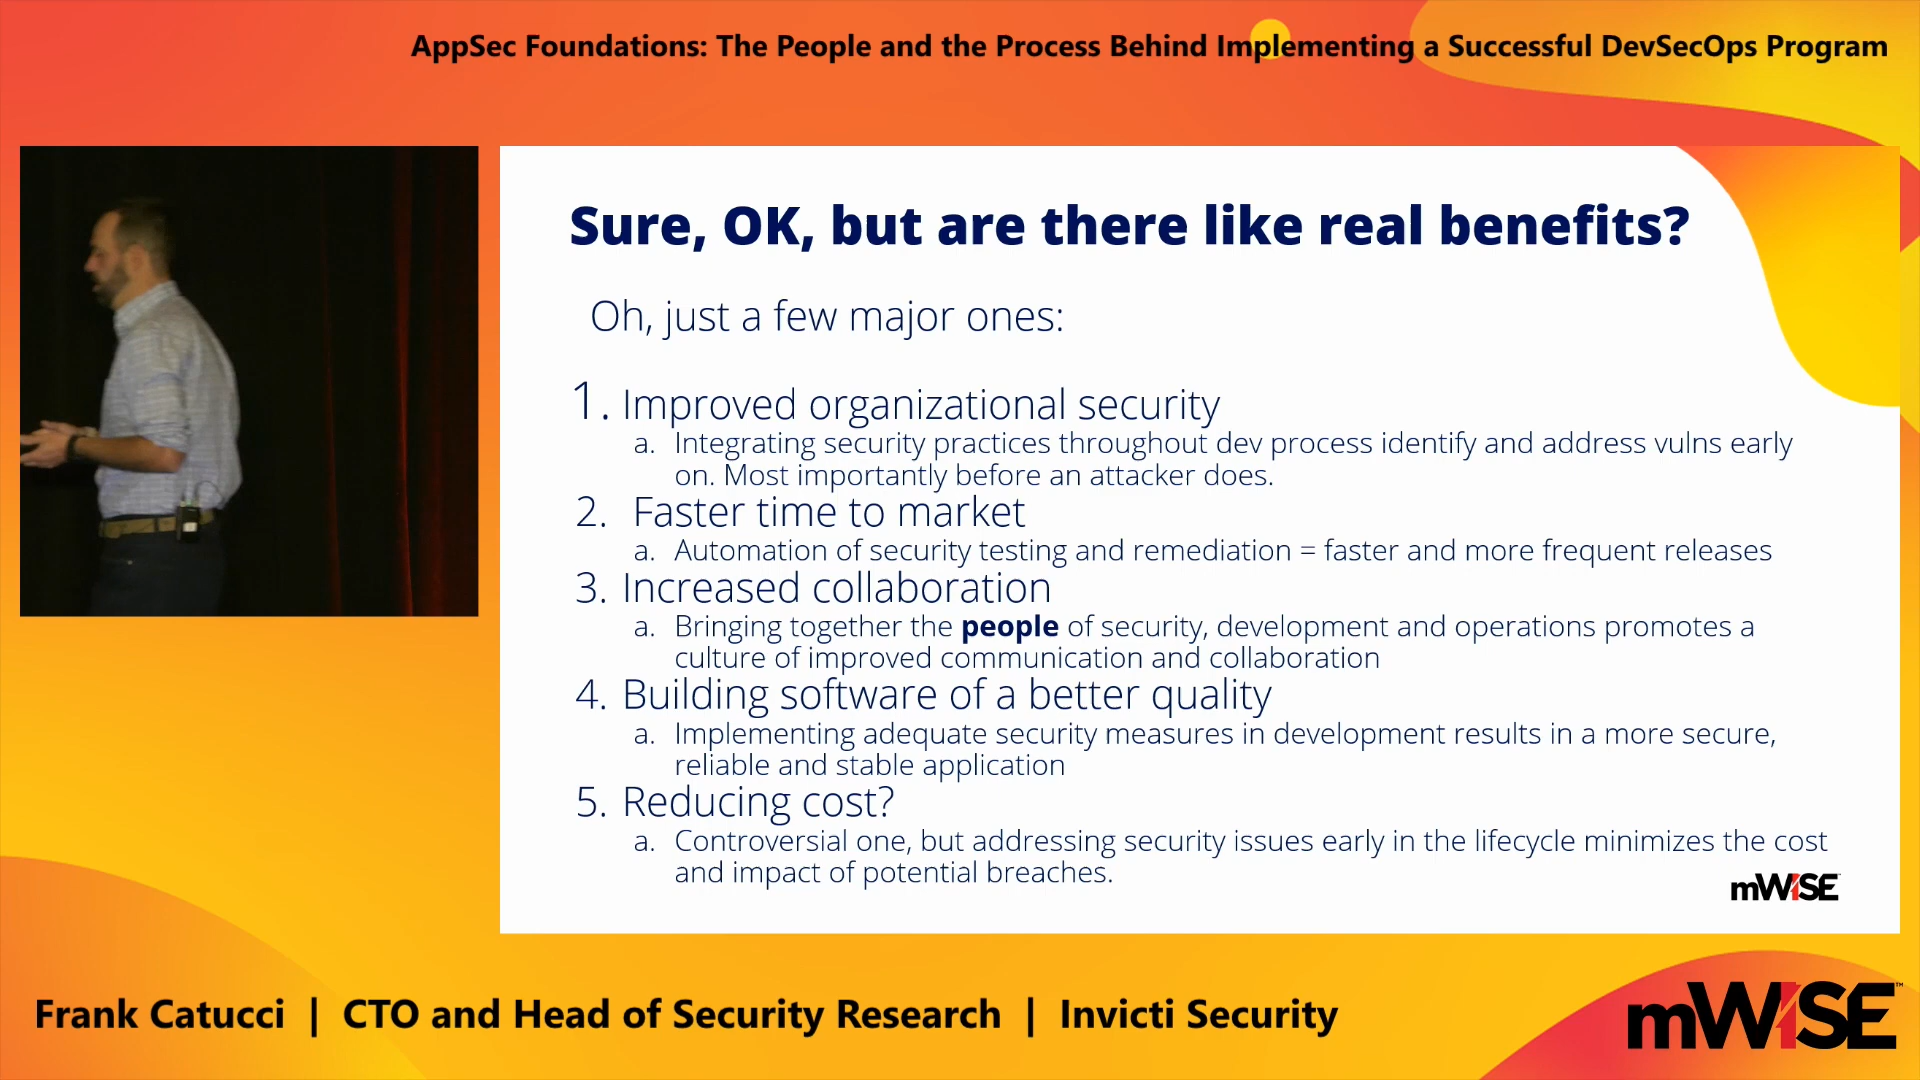 AppSec Foundations: The People and the Process Behind Implementing a Successful DevSecOps Program
Sure, OK, but are there like real benefits?
Oh, just a few major ones:
1. Improved organizational security
a. Integrating security practices throughout dev process identify and address vulns early
on. Most importantly before an attacker does.
2. Faster time to market
a. Automation of security testing and remediation = faster and more frequent releases
3. Increased collaboration
a. Bringing together the people of security, development and operations promotes a
culture of improved communication and collaboration
4. Building software of a better quality
a. Implementing adequate security measures in development results in a more secure,
reliable and stable application
5. Reducing cost?
a. Controversial one, but addressing security issues early in the lifecycle minimizes the cost
and impact of potential breaches.
mWISE
Frank Catucci | CTO and Head of Security Research | Invicti Security
mWISE™